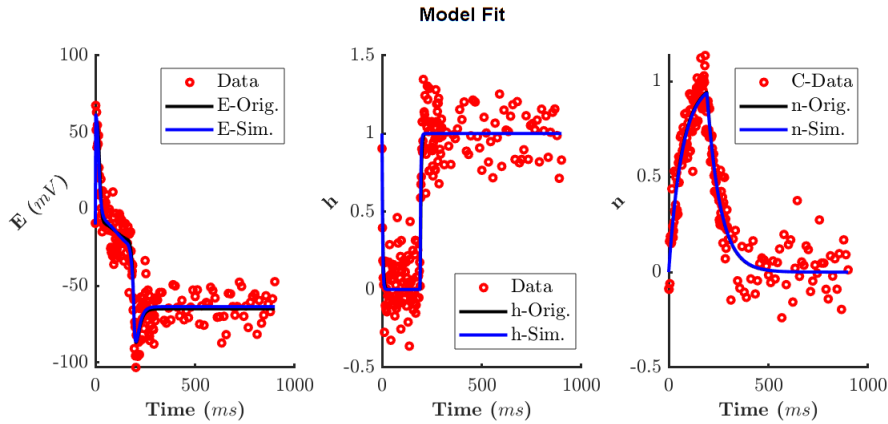 Model Fit
100
50
0
-50
-100
E (mV)
Data
E-Orig.
E-Sim.
0
500
1000
Time (ms)
1.5
1
0.5
0
-0.5
h
Data
h-Orig.
h-Sim.
0
500
1000
Time (ms)
1
0.5
0
-0.5
n
C-Data
n-Orig.
n-Sim.
0
500
1000
Time (ms)